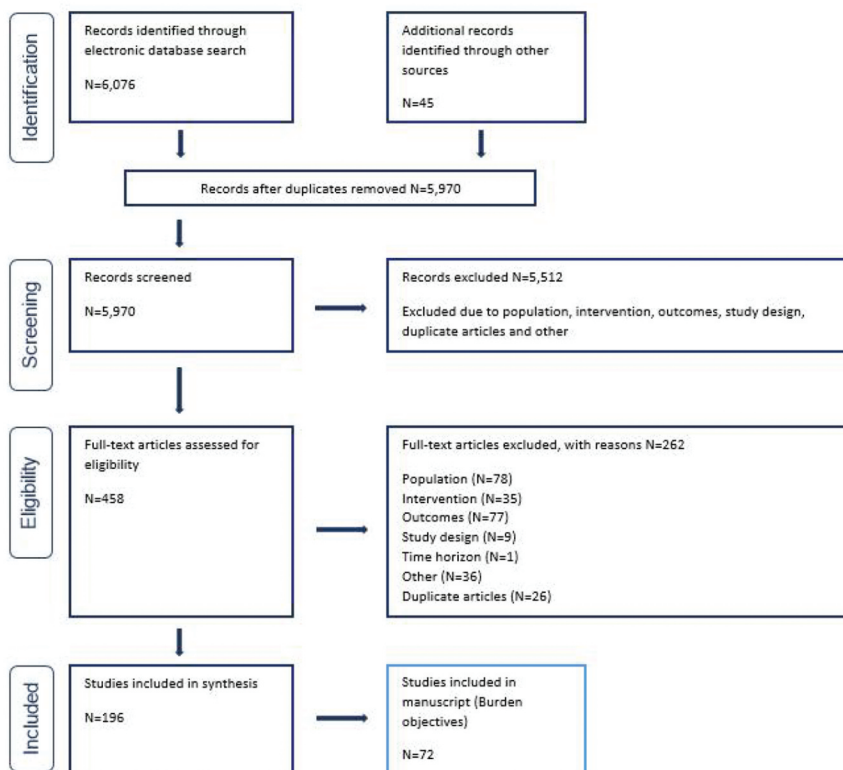 Identification
Records identified through
electronic database search
N=6,076
Additional records
identified through other
sources
N=45
Records after duplicates removed N=5,970
Screening
Records screened
N=5,970
Records excluded N=5,512
Excluded due to population, intervention, outcomes, study design,
duplicate articles and other
Eligibility
Full-text articles assessed for
eligibility
N=458
Full-text articles excluded, with reasons N=262
Population (N=78)
Intervention (N=35)
Outcomes (N=77)
Study design (N=9)
Time horizon (N=1)
Other (N=36)
Duplicate articles (N=26)
Included
Studies included in synthesis
N=196
Studies included in
manuscript (Burden
objectives)
N=72